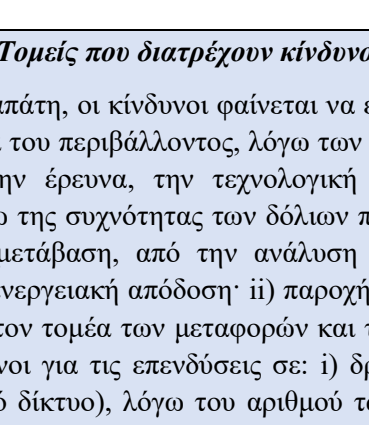 Τομείς που διατρέχουν κίνδυνο
απάτη, οι κίνδυνοι φαίνεται να ε
του περιβάλλοντος, λόγω των
ην έρευνα, την τεχνολογική
της συχνότητας των δόλιων π
μετάβαση, από την ανάλυση
ενεργειακή απόδοση· ii) παροχή
τον τομέα των μεταφορών και τ
νοι για τις επενδύσεις σε: i) δρ
ό δίκτυο), λόγω του αριθμού το